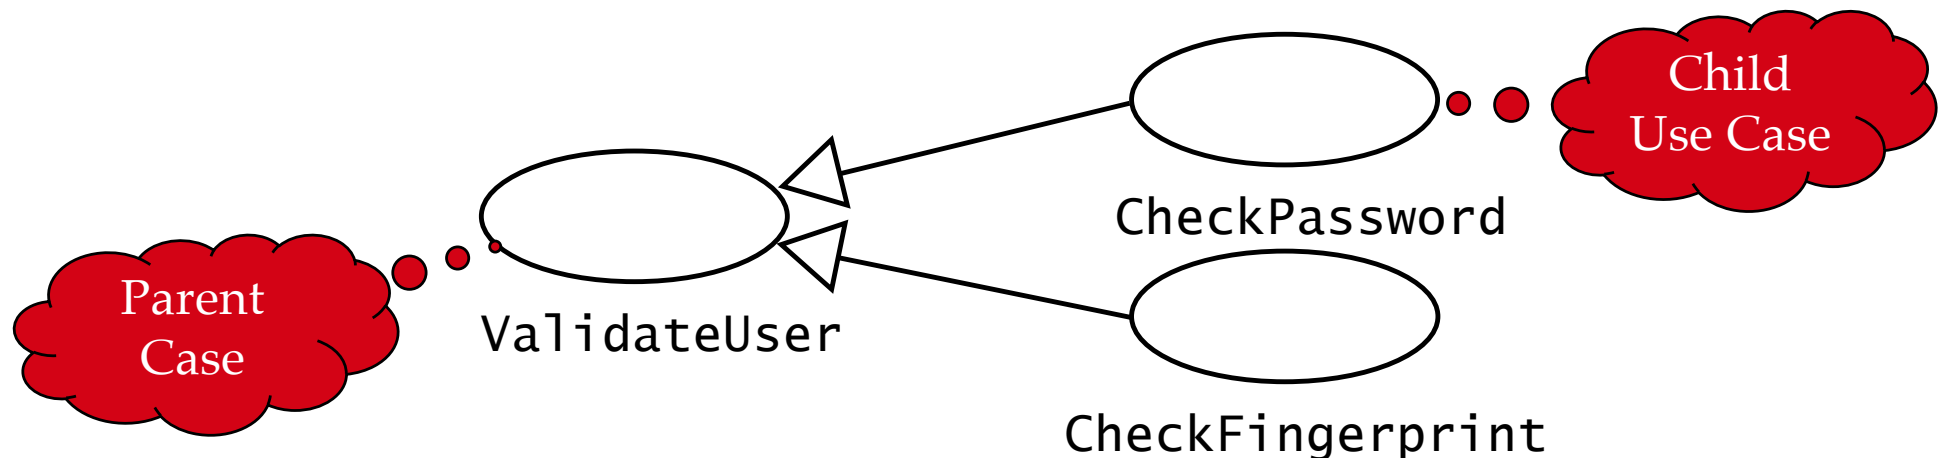 Child
Use Case
CheckPassword
Parent
Case
ValidateUser
CheckFingerprint